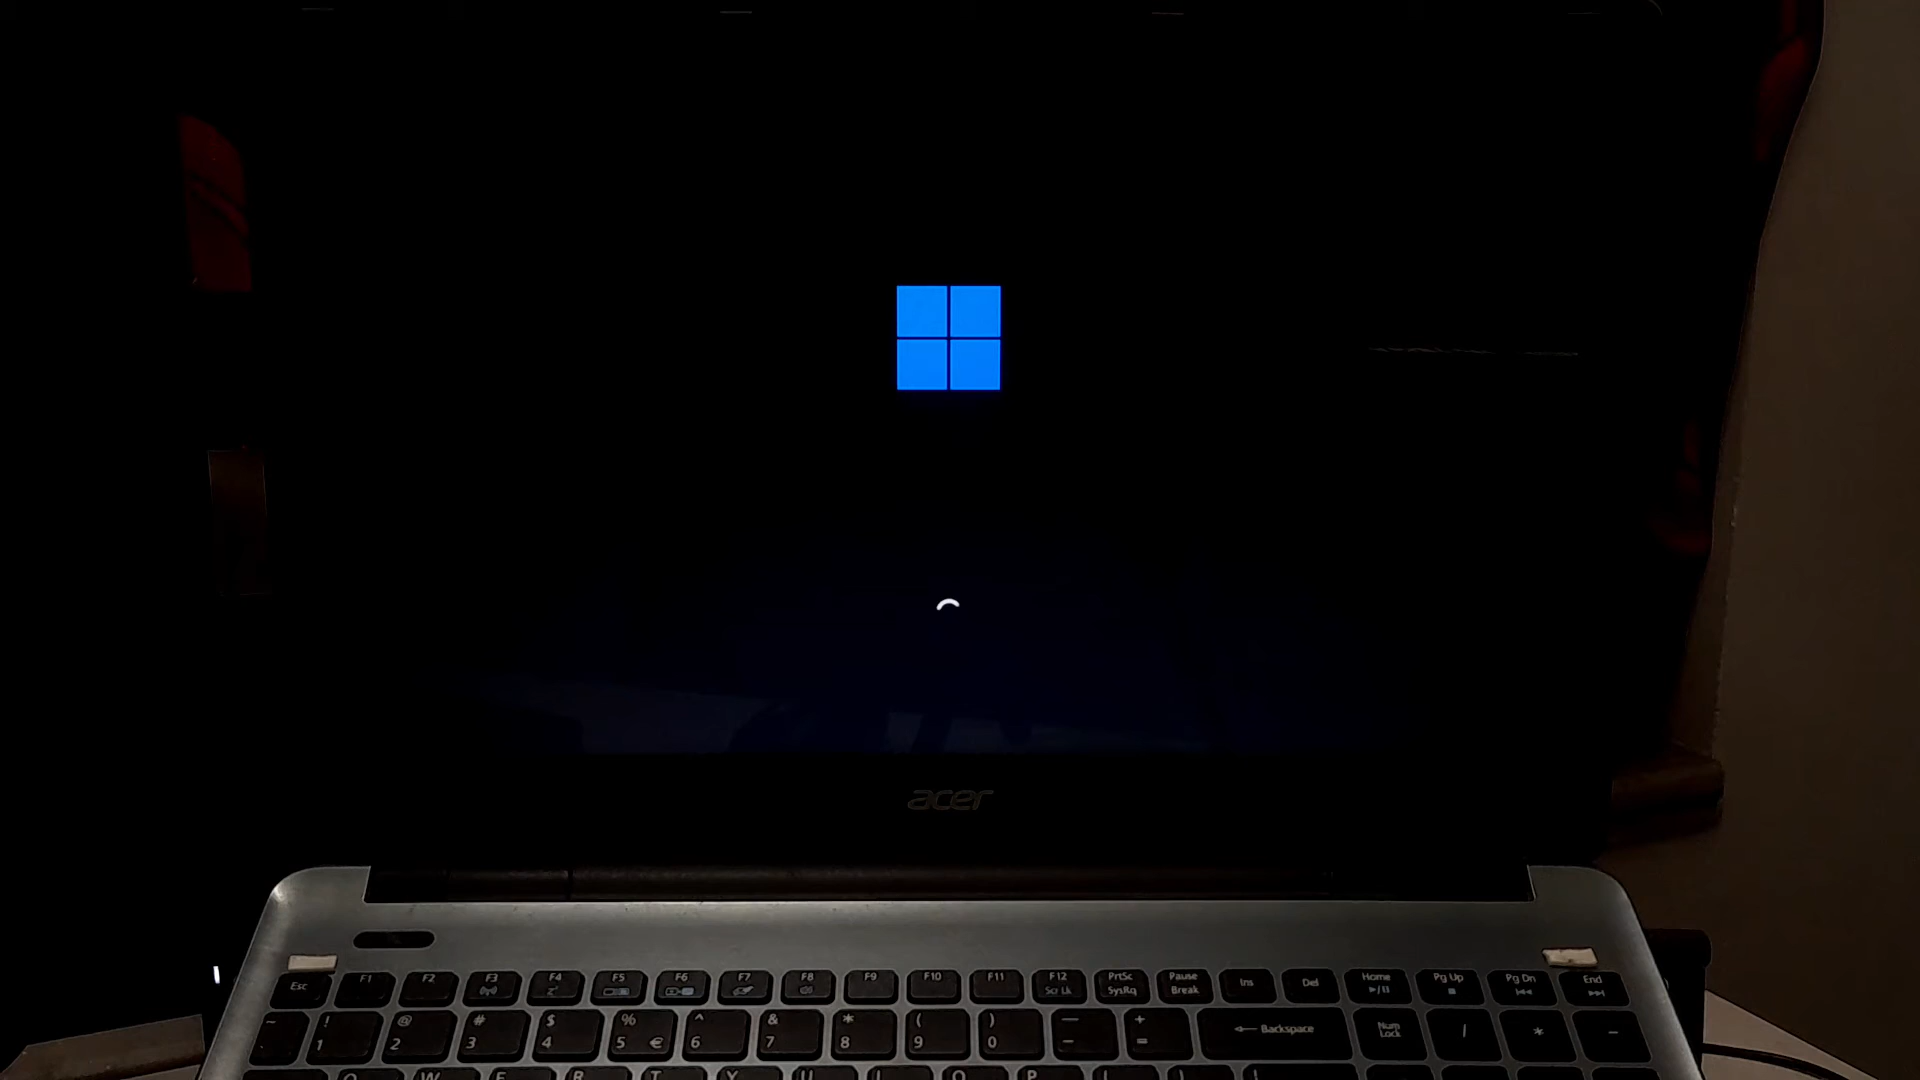 acer
Esc F1 F2 F3 F4 F5 F6 F7 F8 F9 F10 F11 F12 Scr Lk PrtSc SysRq Pause Break Ins Del Home Pg Up Pg Dn End
~ ! 1 @ 2 # 3 $ 4 % 5 € ^ 6 & 7 * 8 ( 9 ) 0 — - + = Backspace Num Lock / * -
Q W E R T Y U I O P